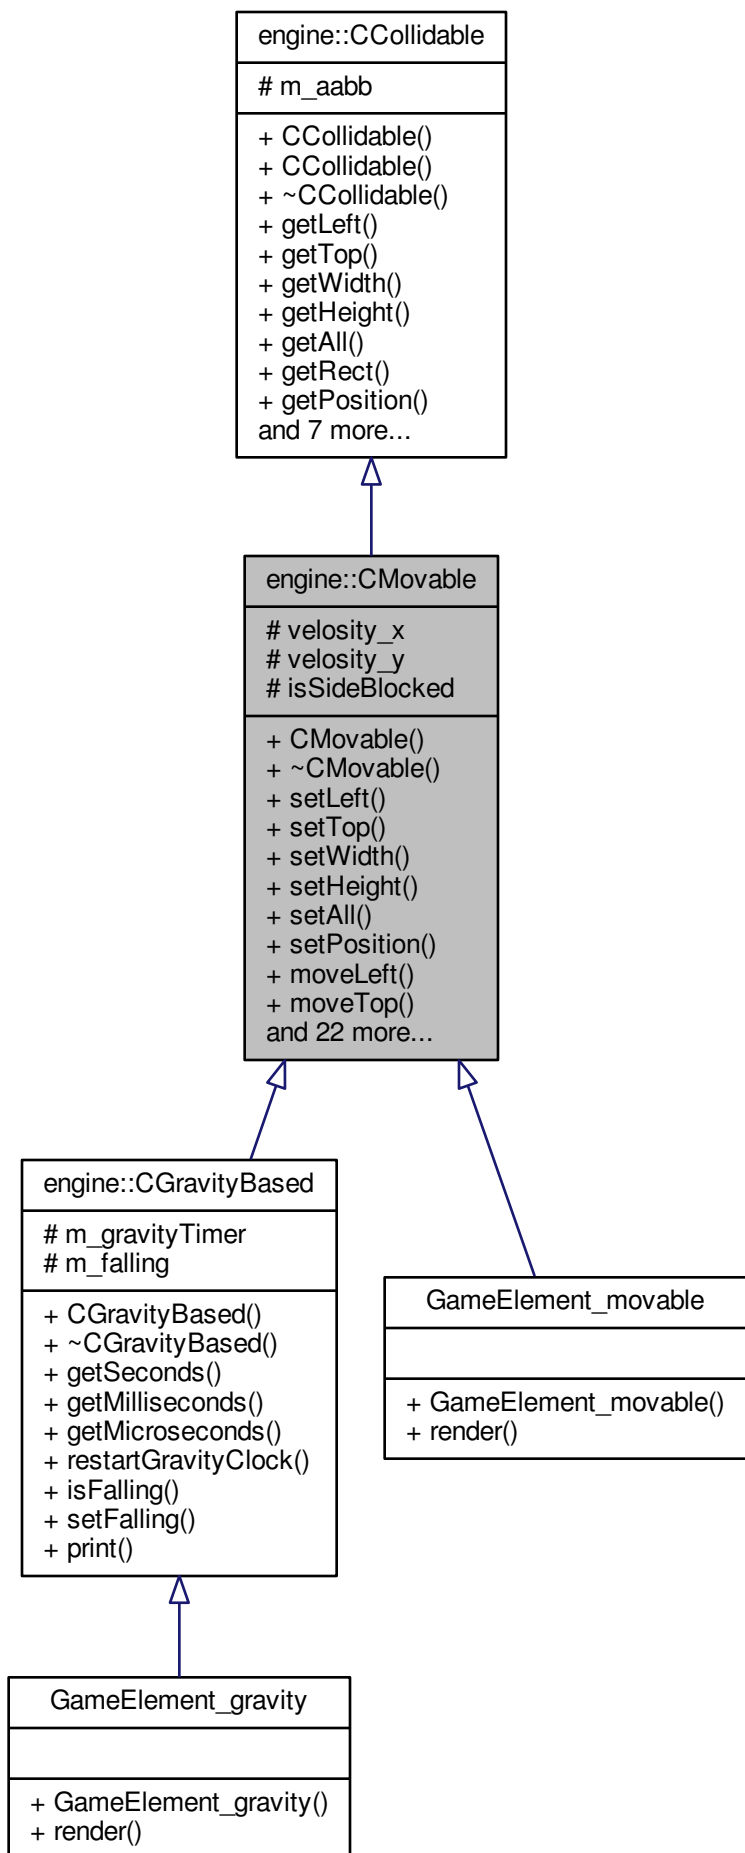 engine::CCollidable
# m_aabb
+ CCollidable()
+ CCollidable()
+ ~CCollidable()
+ getLeft()
+ getTop()
+ getWidth()
+ getHeight()
+ getAll()
+ getRect()
+ getPosition()
and 7 more...
engine::CMovable
# velosity_x
# velosity_y
# isSideBlocked
+ CMovable()
+ ~CMovable()
+ setLeft()
+ setTop()
+ setWidth()
+ setHeight()
+ setAll()
+ setPosition()
+ moveLeft()
+ moveTop()
and 22 more...
engine::CGravityBased
# m_gravityTimer
# m_falling
+ CGravityBased()
+ ~CGravityBased()
+ getSeconds()
+ getMilliseconds()
+ getMicroseconds()
+ restartGravityClock()
+ isFalling()
+ setFalling()
+ print()
GameElement_movable
+ GameElement_movable()
+ render()
GameElement_gravity
+ GameElement_gravity()
+ render()